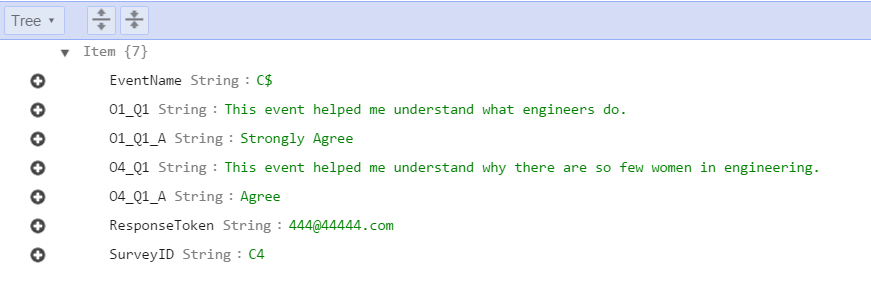 Tree
Item {7}
EventName String : C$
O1_Q1 String : This event helped me understand what engineers do.
O1_Q1_A String : Strongly Agree
O4_Q1 String : This event helped me understand why there are so few women in engineering.
O4_Q1_A String : Agree
ResponseToken String : 444@44444.com
SurveyID String : C4